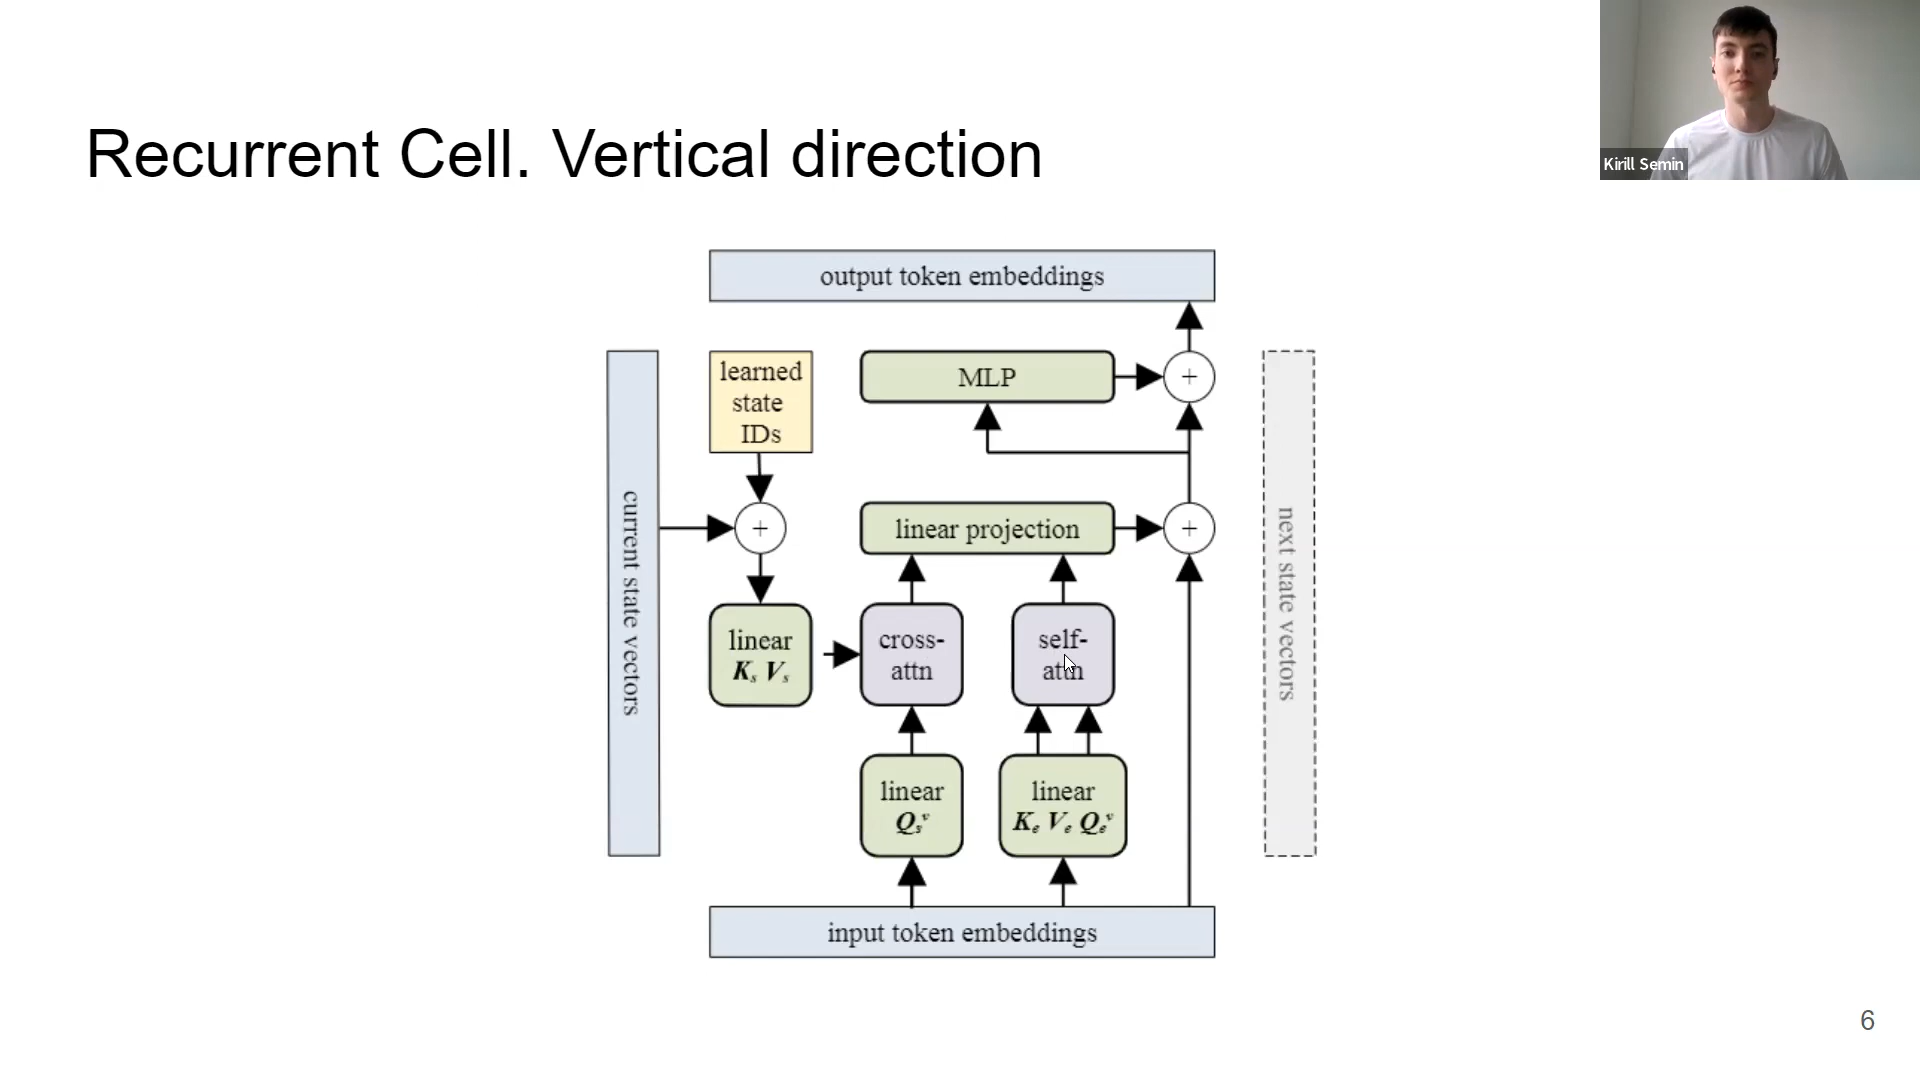 Kirill Semin
Recurrent Cell. Vertical direction
output token embeddings
learned
state
IDs
MLP
current state vectors
+
+
linear projection
+
next state vectors
linear
Kₛ Vₛ
cross-
attn
self-
attn
linear
Qₛᵛ
linear
Kₑ Vₑ Qₑᵛ
input token embeddings
6